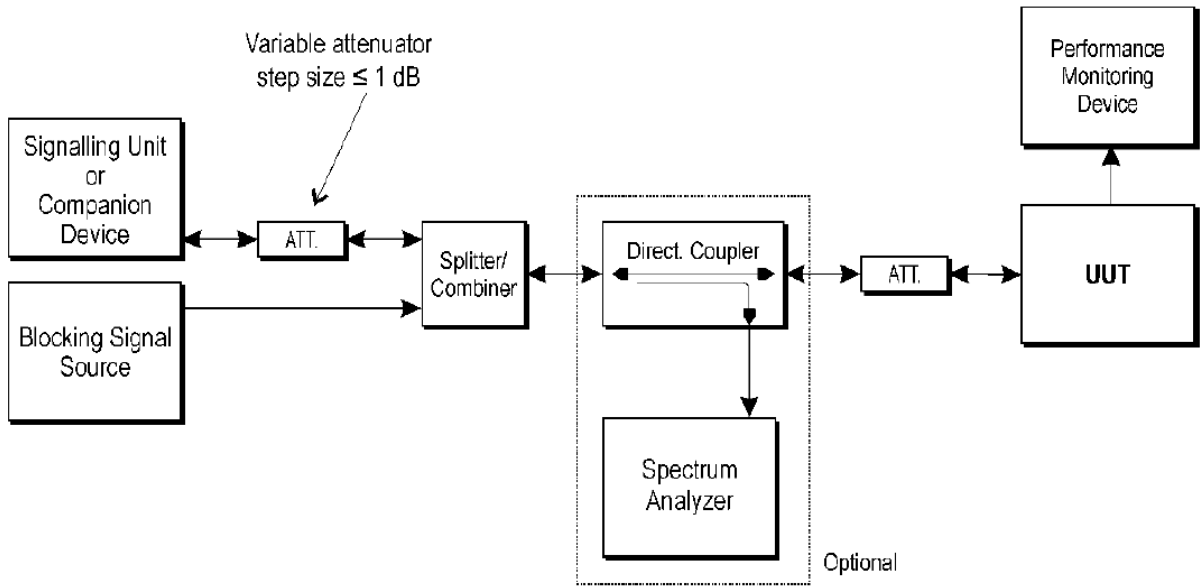 Variable attenuator
step size ≤ 1 dB
Performance
Monitoring
Device
Signalling Unit
or
Companion
Device
ATT.
Splitter/
Combiner
Direct. Coupler
ATT.
UUT
Blocking Signal
Source
Spectrum
Analyzer
Optional